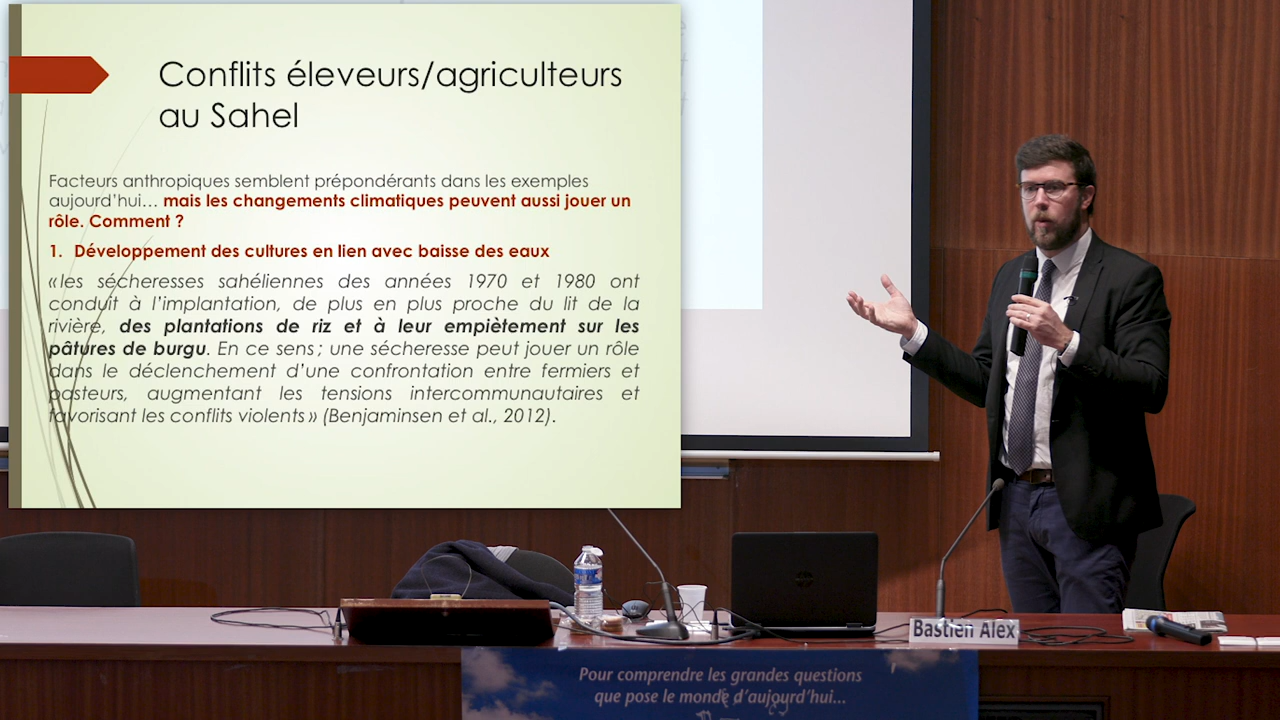 Conflits éleveurs/agriculteurs
au Sahel
Facteurs anthropiques semblent prépondérants dans les exemples
aujourd'hui... mais les changements climatiques peuvent aussi jouer un
rôle. Comment ?
1. Développement des cultures en lien avec baisse des eaux
«les sécheresses sahéliennes des années 1970 et 1980 ont
conduit à l'implantation, de plus en plus proche du lit de la
rivière, des plantations de riz et à leur empiètement sur les
pâtures de burgu. En ce sens ; une sécheresse peut jouer un rôle
dans le déclenchement d'une confrontation entre fermiers et
pasteurs, augmentant les tensions intercommunautaires et
favorisant les conflits violents » (Benjaminsen et al., 2012).
Bastien Alex
Pour comprendre les grandes questions
que pose le monde d'aujourd'hui...